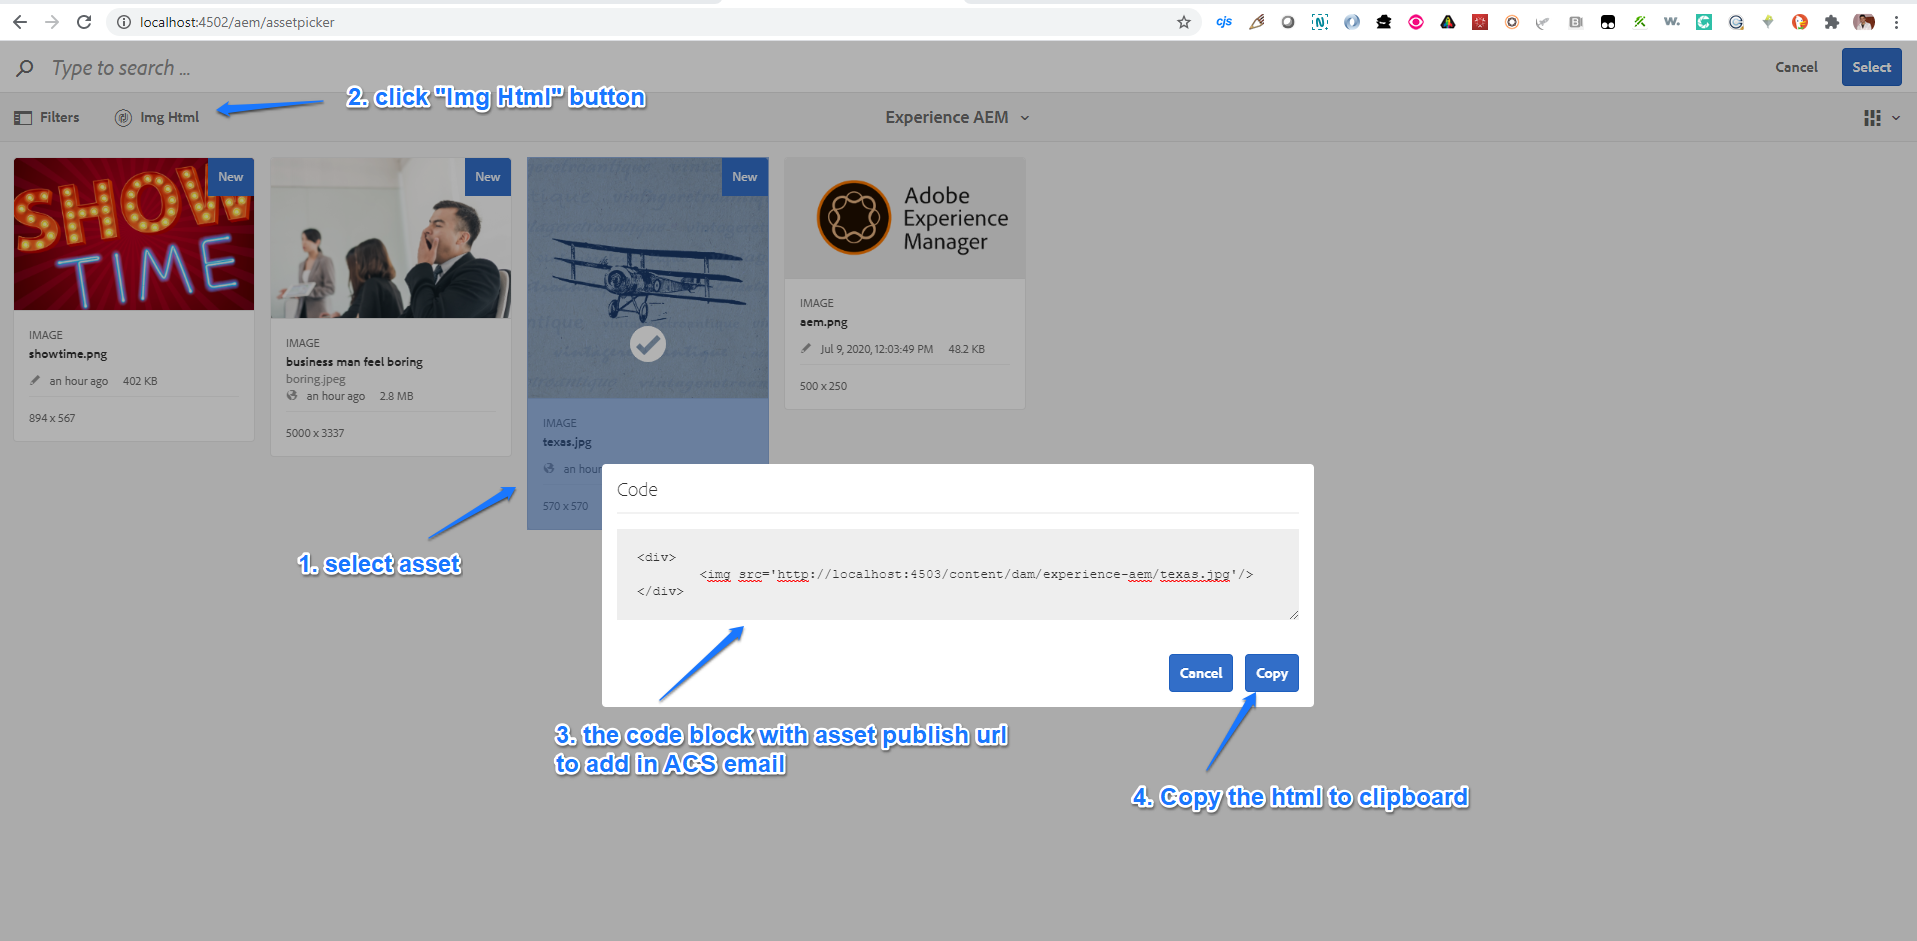 localhost:4502/aem/assetpicker
cjs
Type to search ...
Cancel
Select
2. click "Img Html" button
Filters
Img Html
Experience AEM
SHOW
TIME
New
IMAGE
showtime.png
an hour ago 402 KB
894 x 567
New
IMAGE
business man feel boring
boring.jpeg
an hour ago 2.8 MB
5000 x 3337
New
IMAGE
texas.jpg
an hour
570 x 570
Adobe
Experience
Manager
IMAGE
aem.png
Jul 9, 2020, 12:03:49 PM 48.2 KB
500 x 250
1. select asset
Code
<div>
<img src='http://localhost:4503/content/dam/experience-aem/texas.jpg'/>
</div>
Cancel
Copy
3. the code block with asset publish url
to add in ACS email
4. Copy the html to clipboard